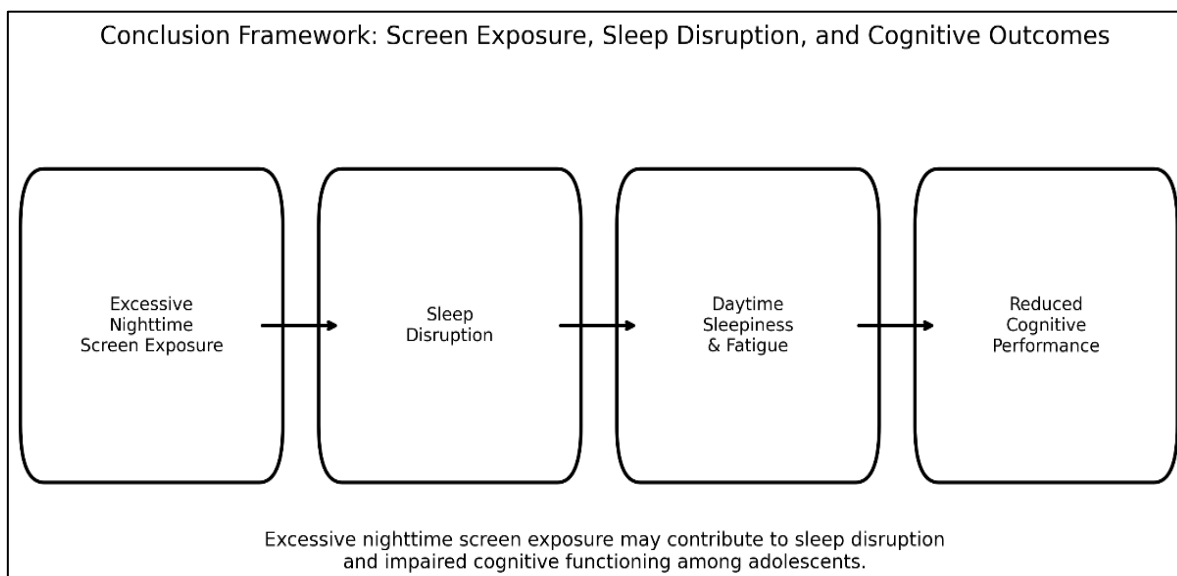 Conclusion Framework: Screen Exposure, Sleep Disruption, and Cognitive Outcomes
Excessive
Nighttime
Screen Exposure
Sleep
Disruption
Daytime
Sleepiness
& Fatigue
Reduced
Cognitive
Performance
Excessive nighttime screen exposure may contribute to sleep disruption
and impaired cognitive functioning among adolescents.